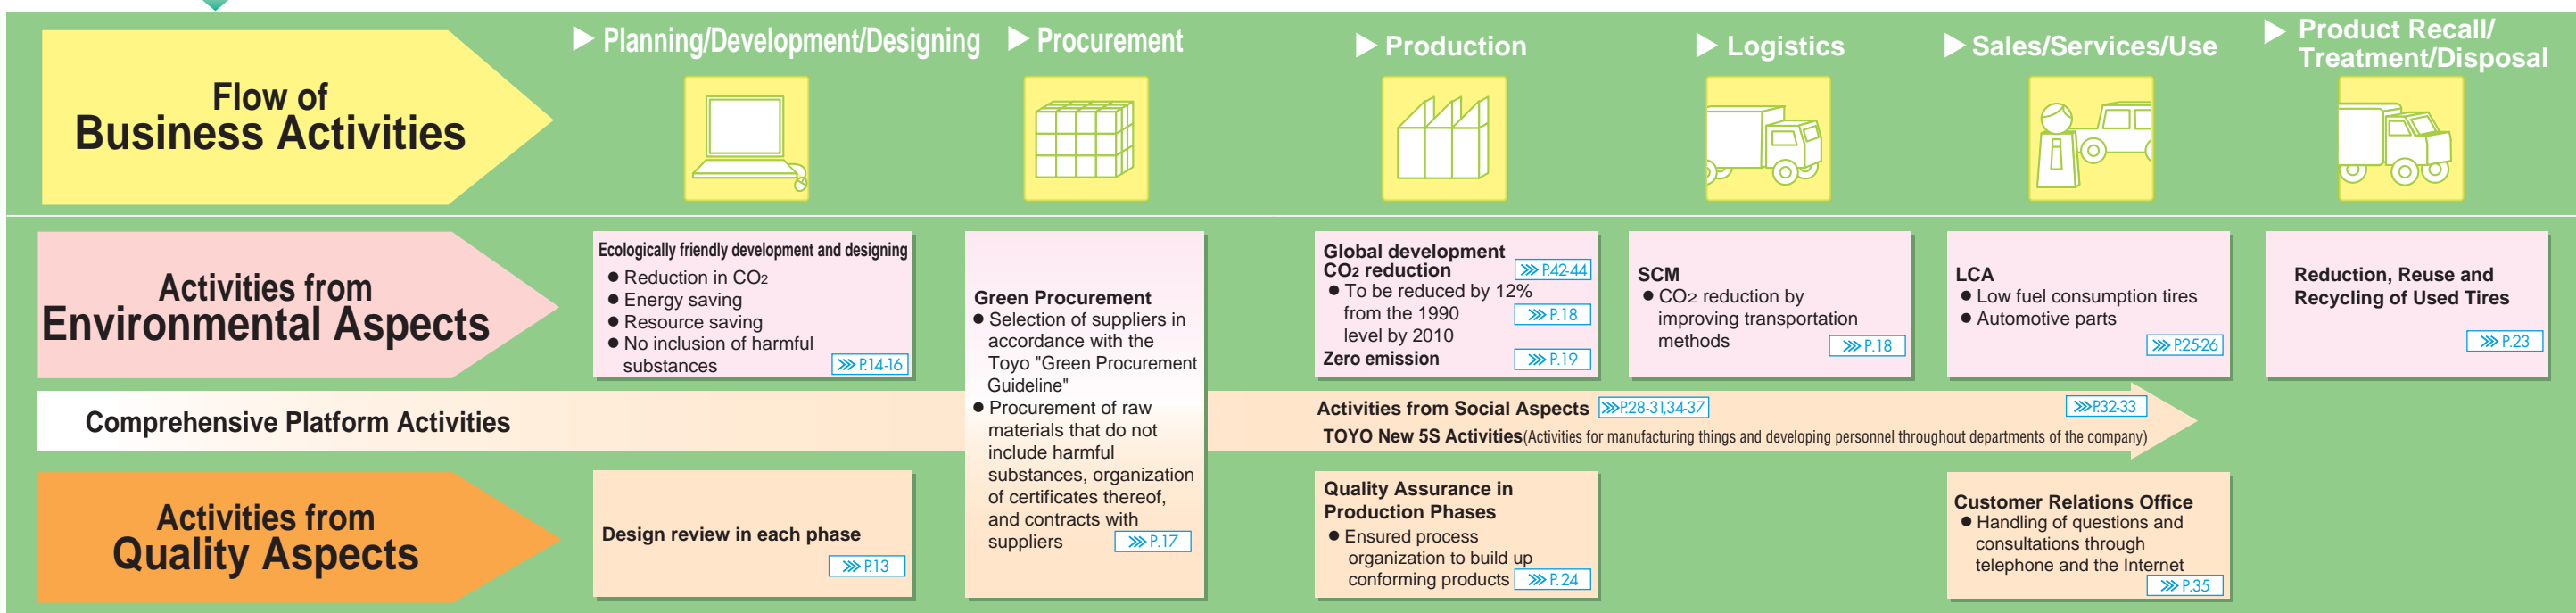 Flow of
Business Activities
Planning/Development/Designing
Procurement
Production
Logistics
Sales/Services/Use
Product Recall/
Treatment/Disposal
Activities from
Environmental Aspects
Ecologically friendly development and designing
● Reduction in CO2
● Energy saving
● Resource saving
● No inclusion of harmful
substances
>>> P.14-16
Green Procurement
● Selection of suppliers in
accordance with the
Toyo "Green Procurement
Guideline"
● Procurement of raw
materials that do not
include harmful
substances, organization
of certificates thereof,
and contracts with
suppliers >>> P.17
Global development
CO2 reduction >>> P.42-44
● To be reduced by 12%
from the 1990 >>> P.18
level by 2010
Zero emission >>> P.19
SCM
● CO2 reduction by
improving transportation
methods >>> P.18
LCA
● Low fuel consumption tires
● Automotive parts
>>> P.25-26
Reduction, Reuse and
Recycling of Used Tires
>>> P.23
Comprehensive Platform Activities
Activities from Social Aspects >>> P.28-31,34-37 >>> P.32-33
TOYO New 5S Activities(Activities for manufacturing things and developing personnel throughout departments of the company)
Activities from
Quality Aspects
Design review in each phase
>>> P.13
Quality Assurance in
Production Phases
● Ensured process
organization to build up
conforming products >>> P. 24
Customer Relations Office
● Handling of questions and
consultations through
telephone and the Internet
>>> P.35